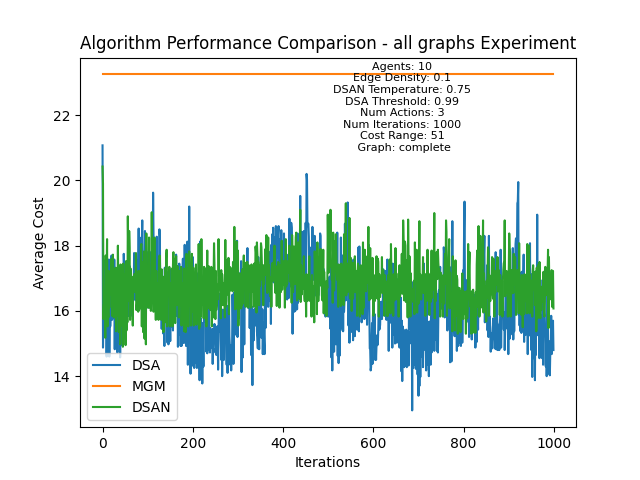 Algorithm Performance Comparison - all graphs Experiment
Agents: 10
Edge Density: 0.1
DSAN Temperature: 0.75
DSA Threshold: 0.99
Num Actions: 3
Num Iterations: 1000
Cost Range: 51
Graph: complete
Average Cost
22
20
18
16
14
DSA
MGM
DSAN
0
200
400
600
800
1000
Iterations